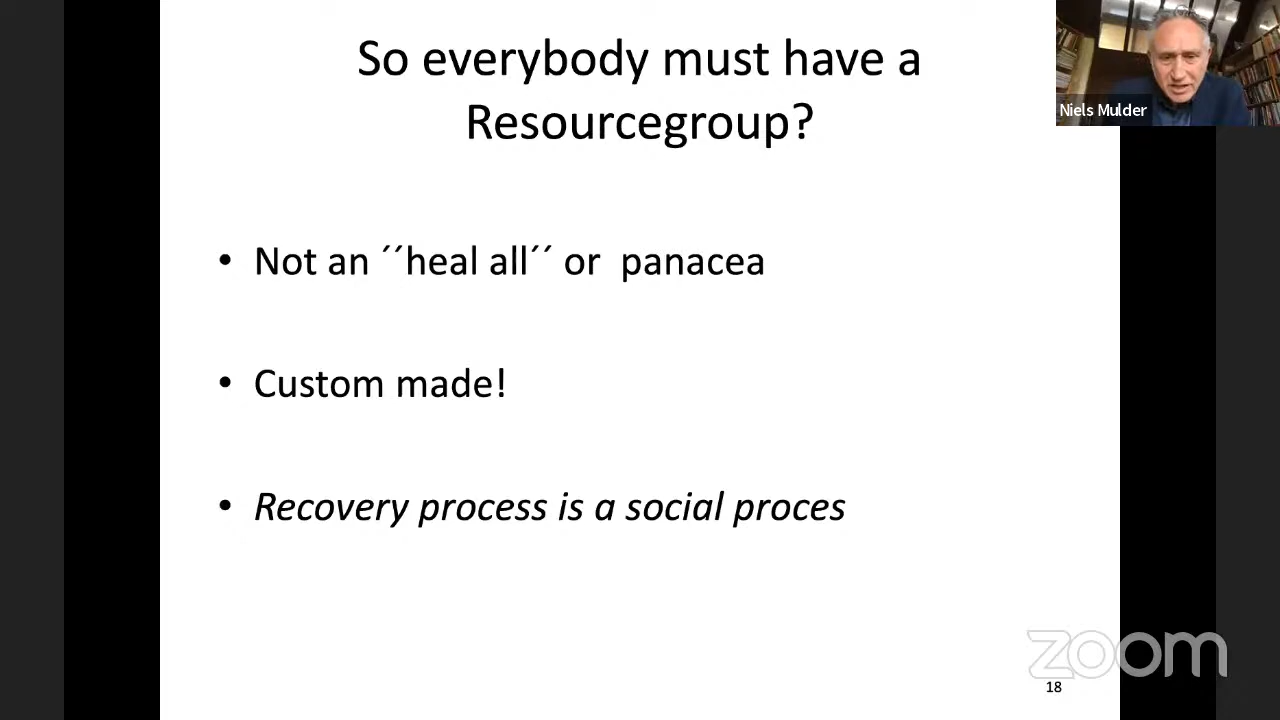 So everybody must have a
Resourcegroup?
Niels Mulder
• Not an ´´heal all´´ or  panacea
• Custom made!
• Recovery process is a social proces
zoom
18